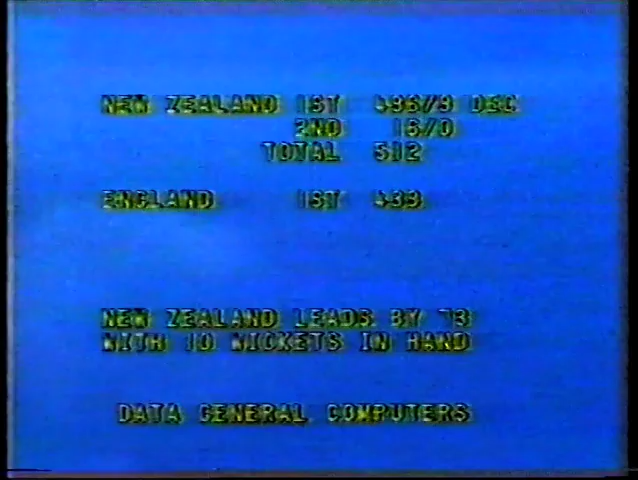 NEW ZEALAND 1ST 496/9 DEC
2ND 16/0
TOTAL 512
ENGLAND 1ST 439
NEW ZEALAND LEADS BY 73
WITH 10 WICKETS IN HAND
DATA GENERAL COMPUTERS